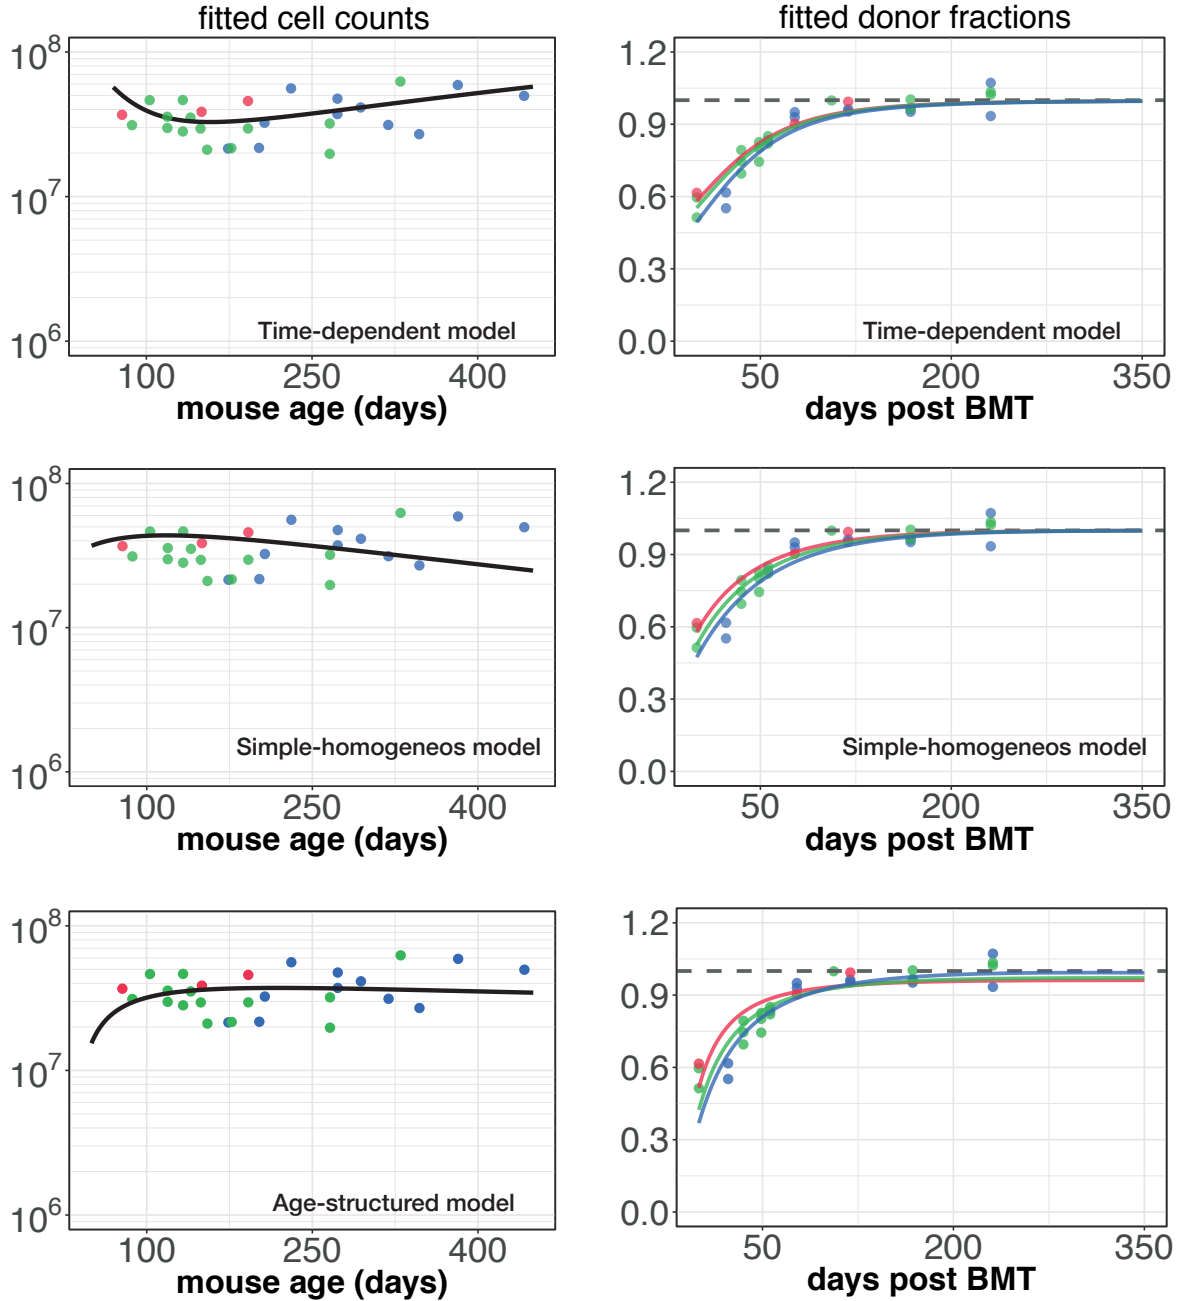 fitted cell counts
fitted donor fractions
10^8
10^7
10^6
Time-dependent model
100 250 400
mouse age (days)
1.2
0.9
0.6
0.3
0.0
Time-dependent model
50 200 350
days post BMT
10^8
10^7
10^6
Simple-homogeneos model
100 250 400
mouse age (days)
1.2
0.9
0.6
0.3
0.0
Simple-homogeneos model
50 200 350
days post BMT
10^8
10^7
10^6
Age-structured model
100 250 400
mouse age (days)
1.2
0.9
0.6
0.3
0.0
50 200 350
days post BMT